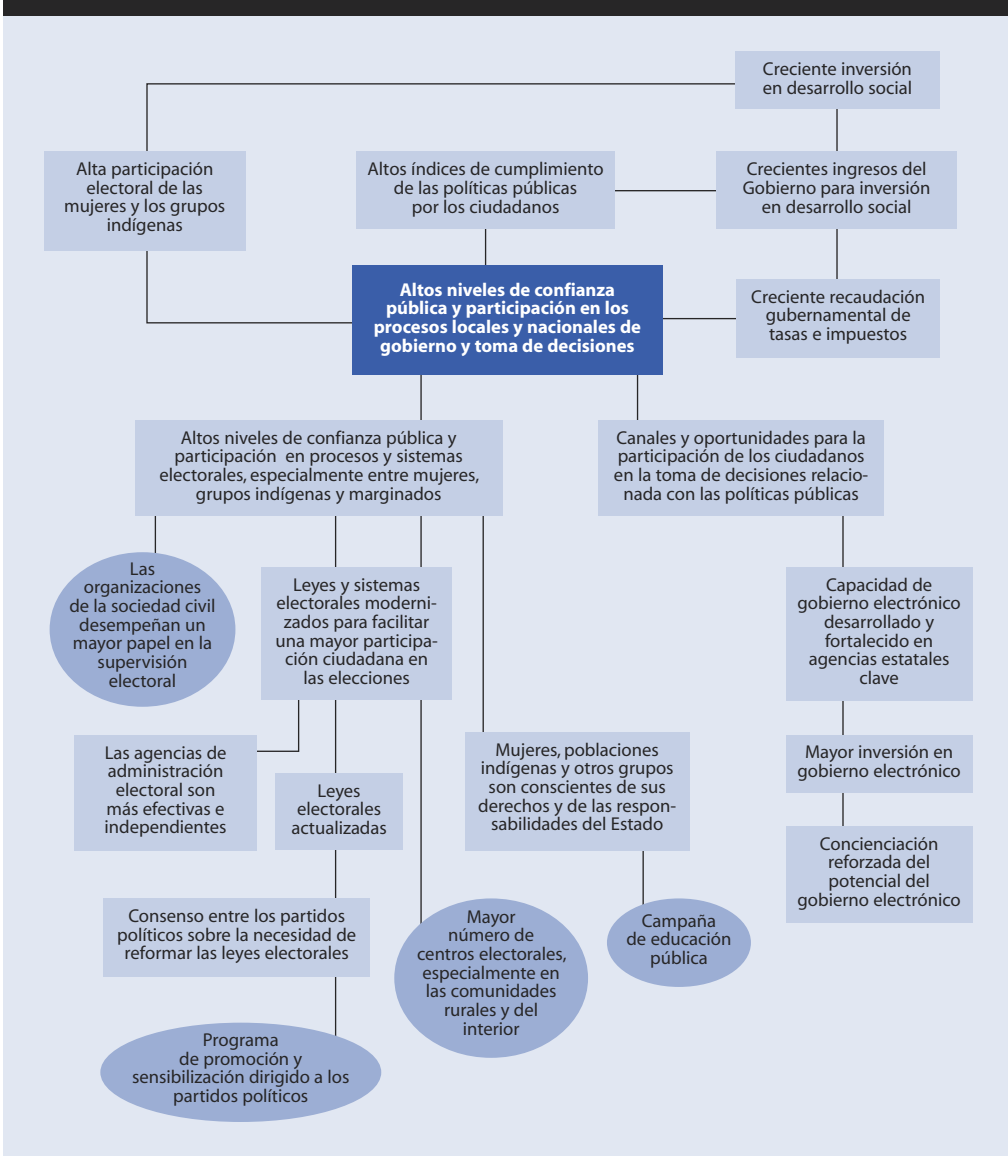 Creciente inversión
en desarrollo social
Alta participación
electoral de las
mujeres y los grupos
indígenas
Altos índices de cumplimiento
de las políticas públicas
por los ciudadanos
Crecientes ingresos del
Gobierno para inversión
en desarrollo social
Altos niveles de confianza
pública y participación en los
procesos locales y nacionales de
gobierno y toma de decisiones
Creciente recaudación
gubernamental de
tasas e impuestos
Altos niveles de confianza pública y
participación en procesos y sistemas
electorales, especialmente entre mujeres,
grupos indígenas y marginados
Canales y oportunidades para la
participación de los ciudadanos
en la toma de decisiones relacio-
nada con las políticas públicas
Las
organizaciones
de la sociedad civil
desempeñan un
mayor papel en la
supervisión
electoral
Leyes y sistemas
electorales moderni-
zados para facilitar
una mayor participa-
ción ciudadana en
las elecciones
Capacidad de
gobierno electrónico
desarrollado y
fortalecido en
agencias estatales
clave
Las agencias de
administración
electoral son
más efectivas e
independientes
Leyes
electorales
actualizadas
Mujeres, poblaciones
indígenas y otros grupos
son conscientes de sus
derechos y de las respon-
sabilidades del Estado
Mayor inversión en
gobierno electrónico
Concienciación
reforzada del
potencial del
gobierno electrónico
Consenso entre los partidos
políticos sobre la necesidad de
reformar las leyes electorales
Mayor
número de
centros electorales,
especialmente en
las comunidades
rurales y del
interior
Campaña
de educación
pública
Programa
de promoción y
sensibilización dirigido a los
partidos políticos